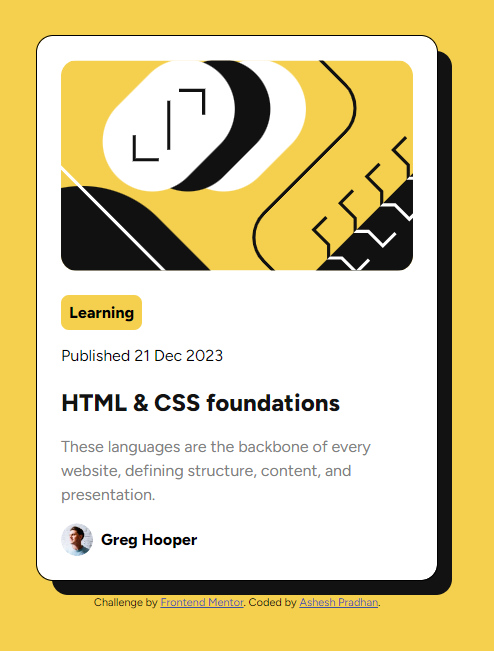 Learning
Published 21 Dec 2023
HTML & CSS foundations
These languages are the backbone of every
website, defining structure, content, and
presentation.
Greg Hooper
Challenge by Frontend Mentor. Coded by Ashesh Pradhan.